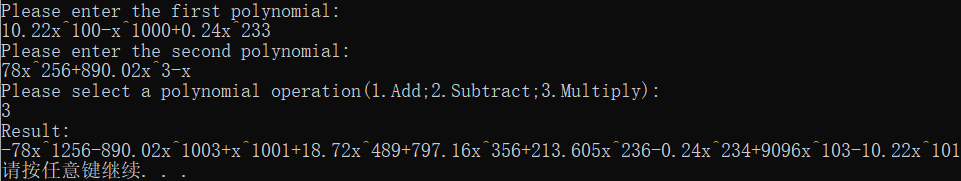 Please enter the first polynomial:
10.22x^100-x^1000+0.24x^233
Please enter the second polynomial:
78x^256+890.02x^3-x
Please select a polynomial operation(1.Add;2.Subtract;3.Multiply):
3
Result:
-78x^1256-890.02x^1003+x^1001+18.72x^489+797.16x^356+213.605x^236-0.24x^234+9096x^103-10.22x^101
请按任意键继续. . .